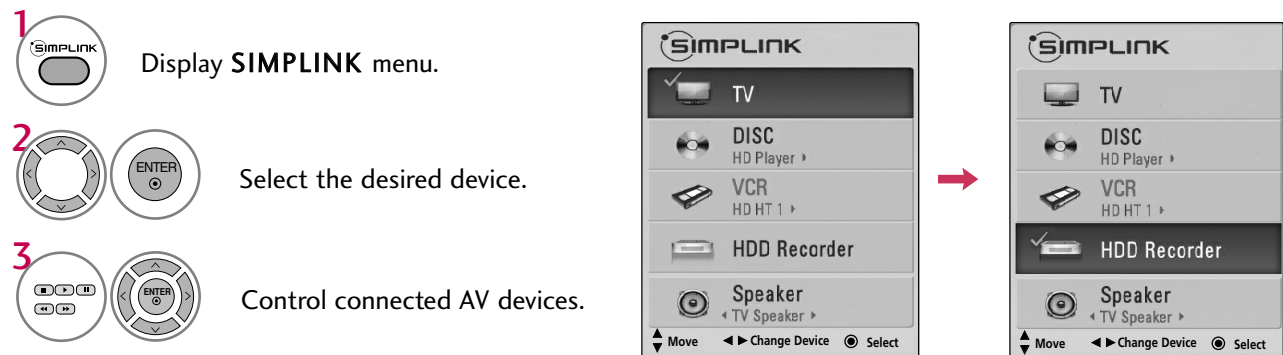 1
SIMPLINK
Display SIMPLINK menu.
2
ENTER
Select the desired device.
3
ENTER
Control connected AV devices.
SIMPLINK
TV
DISC
HD Player
VCR
HD HT 1
HDD Recorder
Speaker
TV Speaker
Move Change Device Select
SIMPLINK
TV
DISC
HD Player
VCR
HD HT 1
HDD Recorder
Speaker
TV Speaker
Move Change Device Select